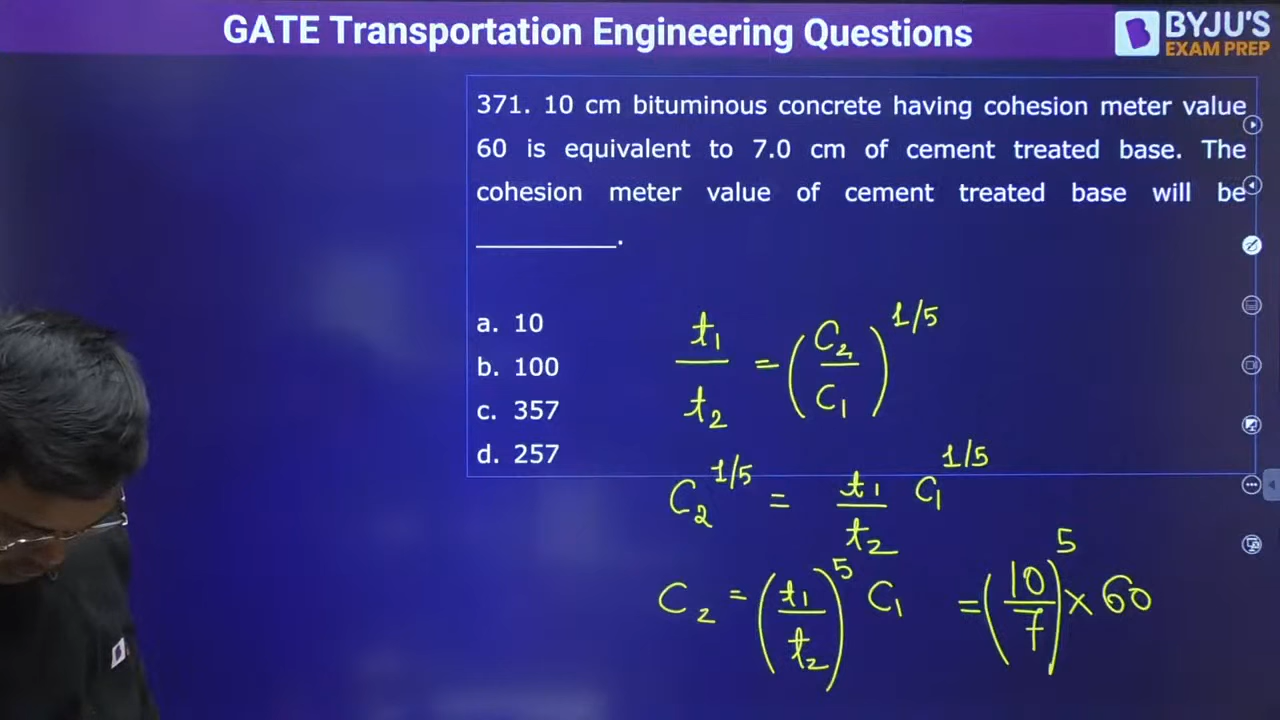 GATE Transportation Engineering Questions
BYJU'S
EXAM PREP
371. 10 cm bituminous concrete having cohesion meter value
60 is equivalent to 7.0 cm of cement treated base. The
cohesion meter value of cement treated base will be
__________.
a. 10
b. 100
c. 357
d. 257
t₁/t₂ = (C₂/C₁)^1/5
C₂^1/5 = t₁/t₂ C₁^1/5
C₂ = (t₁/t₂)^5 C₁ = (10/7)^5 × 60